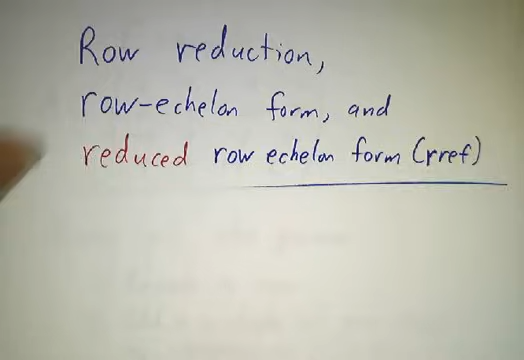 Row reduction,
row-echelon form, and
reduced row echelon form (rref)